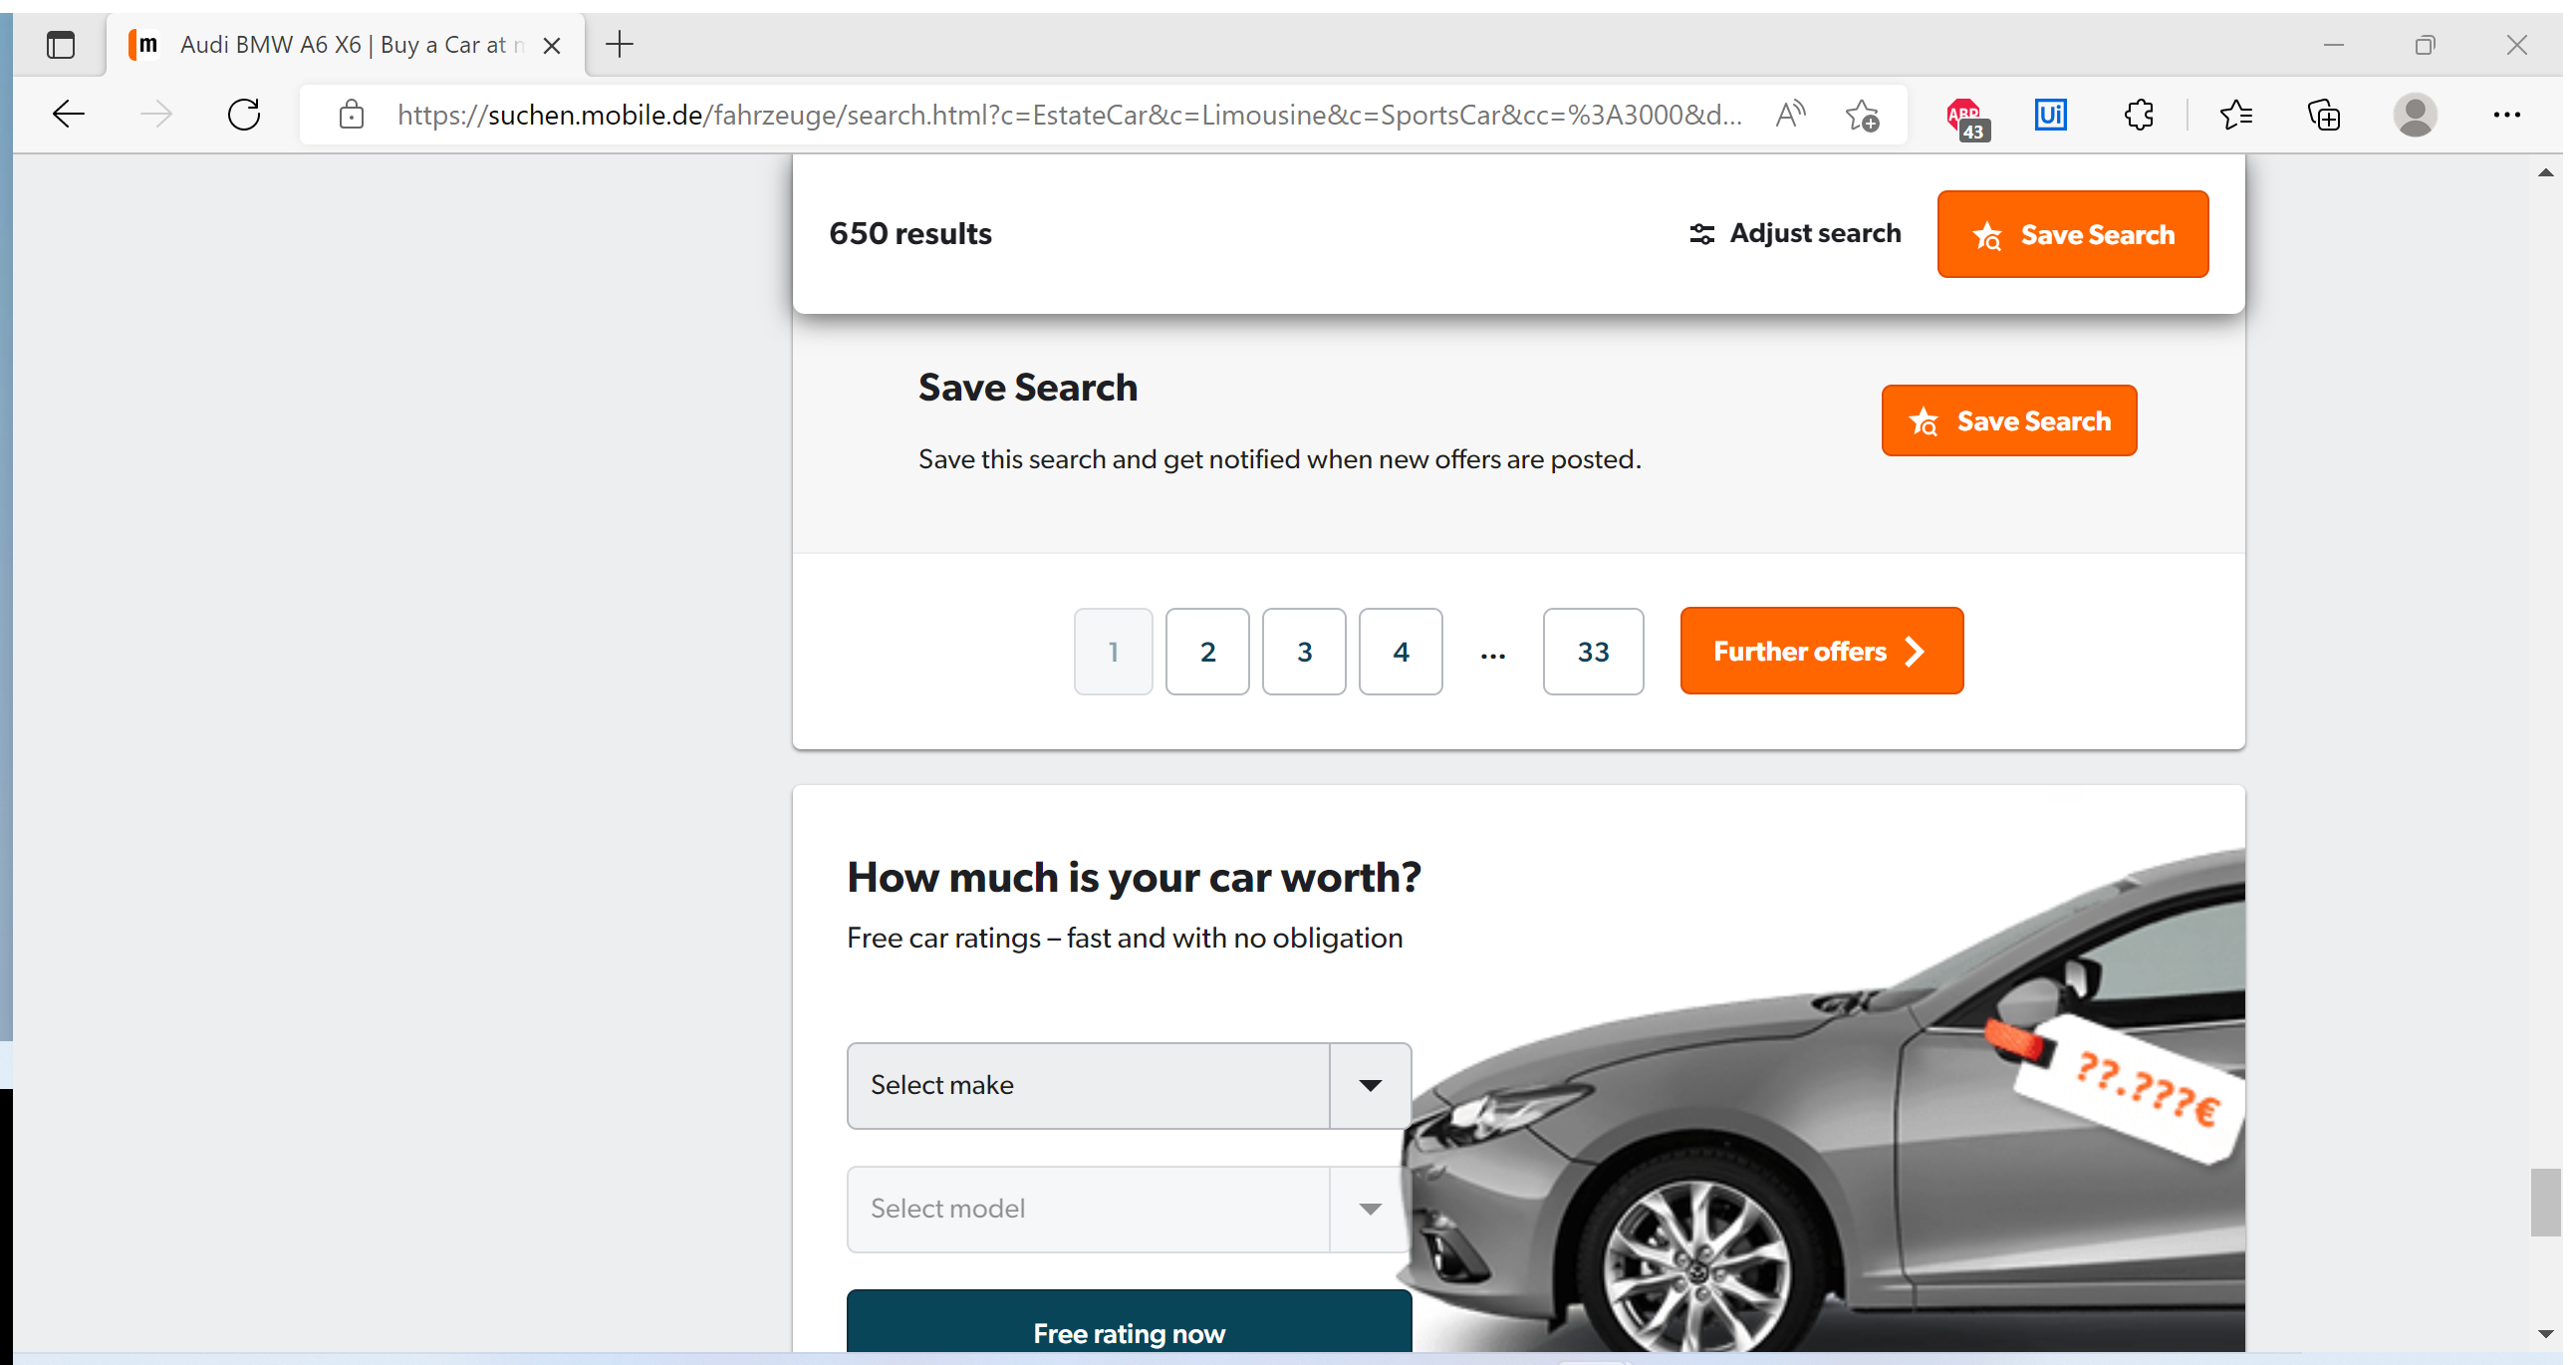 m Audi BMW A6 X6 | Buy a Car at
https://suchen.mobile.de/fahrzeuge/search.html?c=EstateCar&c=Limousine&c=SportsCar&cc=%3A3000&d...
ABP
43
Ui
650 results
Adjust search
Save Search
Save Search
Save Search
Save this search and get notified when new offers are posted.
1 2 3 4 ... 33 Further offers
How much is your car worth?
Free car ratings – fast and with no obligation
??.???€
Select make
Select model
Free rating now